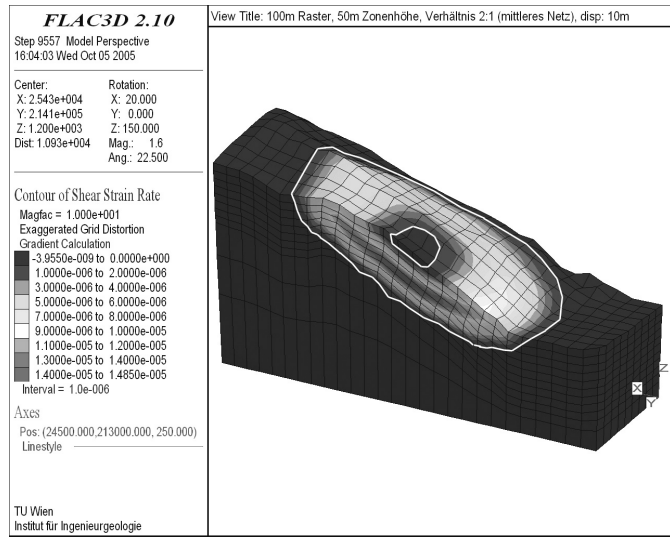 FLAC3D 2.10
Step 9557 Model Perspective
16:04:03 Wed Oct 05 2005
Center:
X: 2.543e+004
Y: 2.141e+005
Z: 1.200e+003
Dist: 1.093e+004
Rotation:
X: 20.000
Y: 0.000
Z: 150.000
Mag.: 1.6
Ang.: 22.500
Contour of Shear Strain Rate
Magfac = 1.000e+001
Exaggerated Grid Distortion
Gradient Calculation
-3.9550e-009 to 0.0000e+000
1.0000e-006 to 2.0000e-006
3.0000e-006 to 4.0000e-006
5.0000e-006 to 6.0000e-006
7.0000e-006 to 8.0000e-006
9.0000e-006 to 1.0000e-005
1.1000e-005 to 1.2000e-005
1.3000e-005 to 1.4000e-005
1.4000e-005 to 1.4850e-005
Interval = 1.0e-006
Axes
Pos: (24500.000,213000.000, 250.000)
Linestyle
TU Wien
Institut für Ingenieurgeologie
View Title: 100m Raster, 50m Zonenhöhe, Verhältnis 2:1 (mittleres Netz), disp: 10m
Z
X
Y